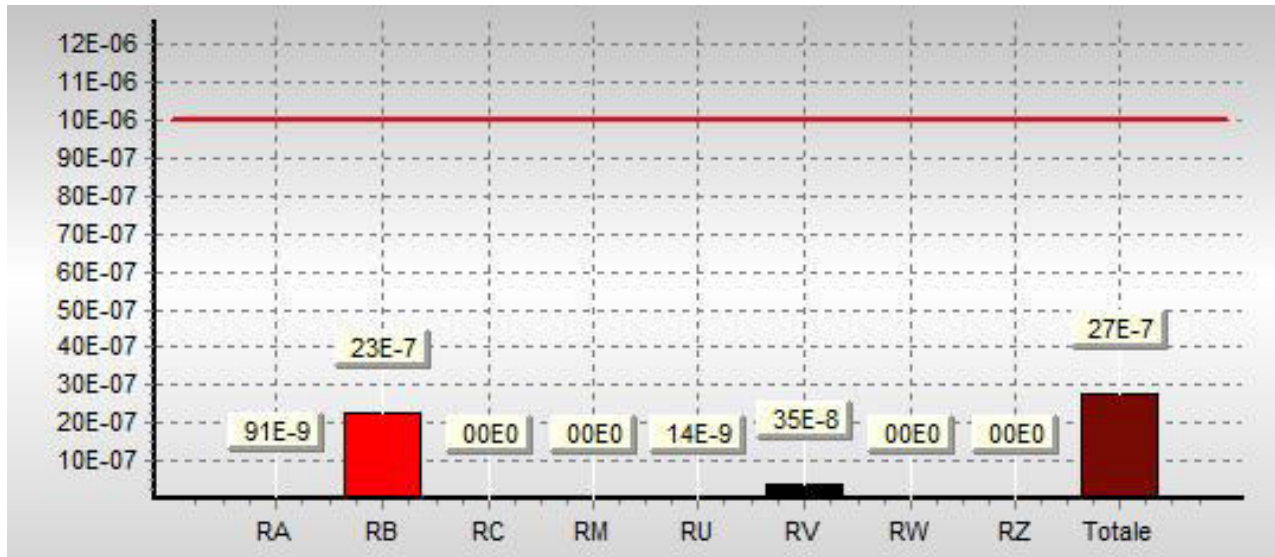 12E-06
11E-06
10E-06
90E-07
80E-07
70E-07
60E-07
50E-07
40E-07
30E-07
20E-07
10E-07
91E-9
23E-7
00E0
00E0
14E-9
35E-8
00E0
00E0
27E-7
RA RB RC RM RU RV RW RZ Totale